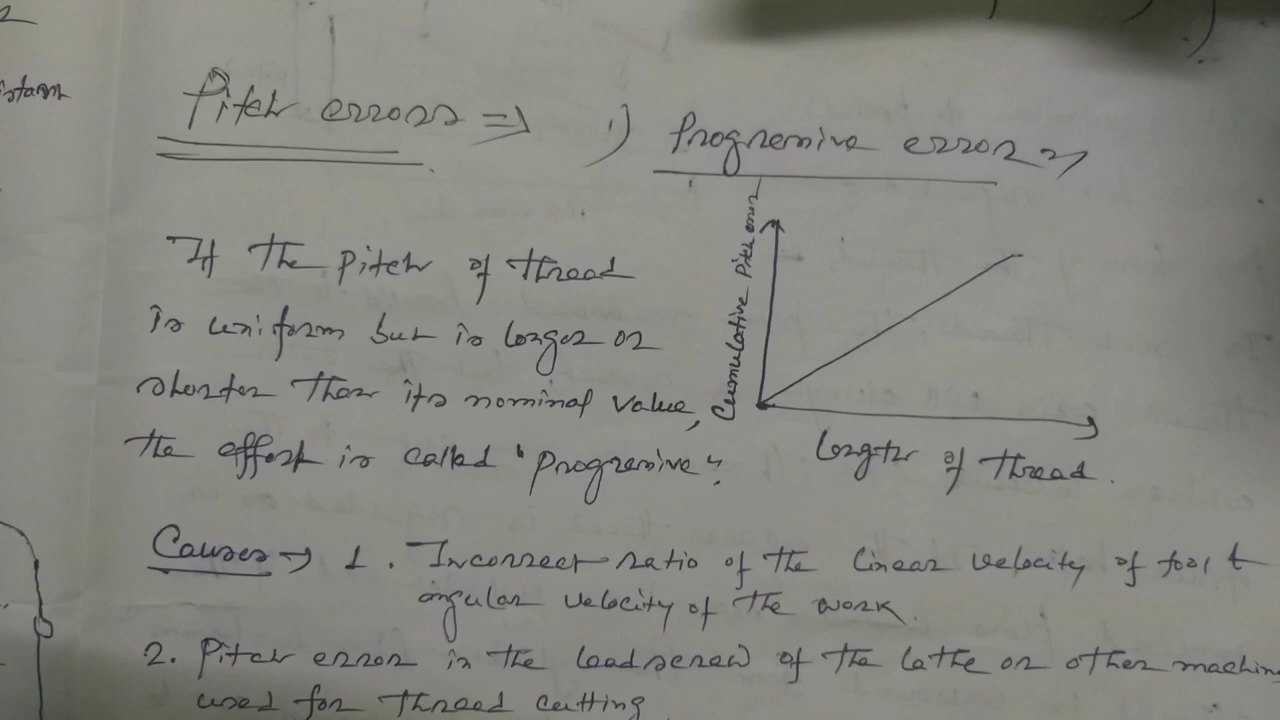 Pitch errors ⇒ 1) Progressive error →
If the pitch of thread
is uniform but is longer or
shorter than its nominal value,
the effort is called "Progressive".
Cumulative Pitch error
length of thread.
Causes → 1. Incorrect ratio of the linear velocity of tool &
angular velocity of the work.
2. Pitch error in the leadscrew of the lathe or other machin
used for thread cutting